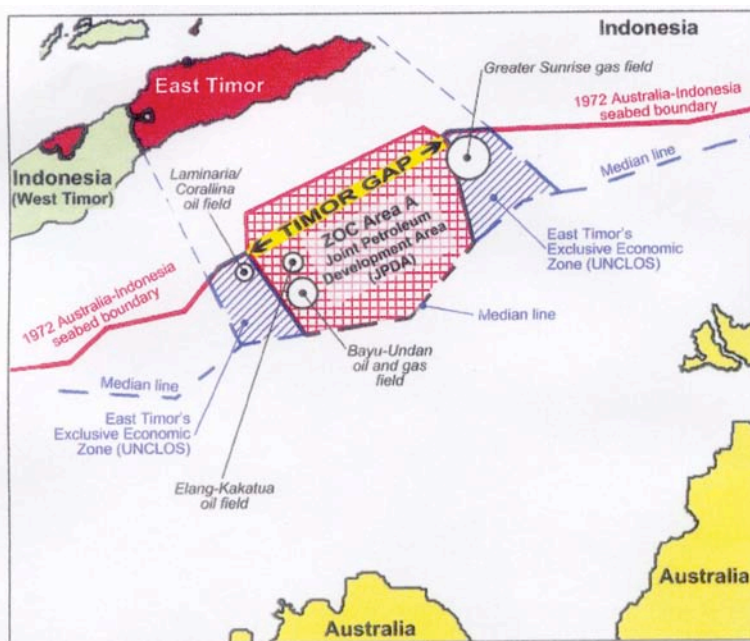 Indonesia
Greater Sunrise gas field
East Timor
1972 Australia-Indonesia
seabed boundary
Indonesia
(West Timor)
Laminaria/
Corallina
oil field
TIMOR GAP
Median line
ZOC Area A
Joint Petroleum
Development Area
(JPDA)
East Timor's
Exclusive Economic
Zone (UNCLOS)
1972 Australia-Indonesia
seabed boundary
Median line
Bayu-Undan
oil and gas
field
Median line
East Timor's
Exclusive Economic
Zone (UNCLOS)
Elang-Kakatua
oil field
Australia
Australia